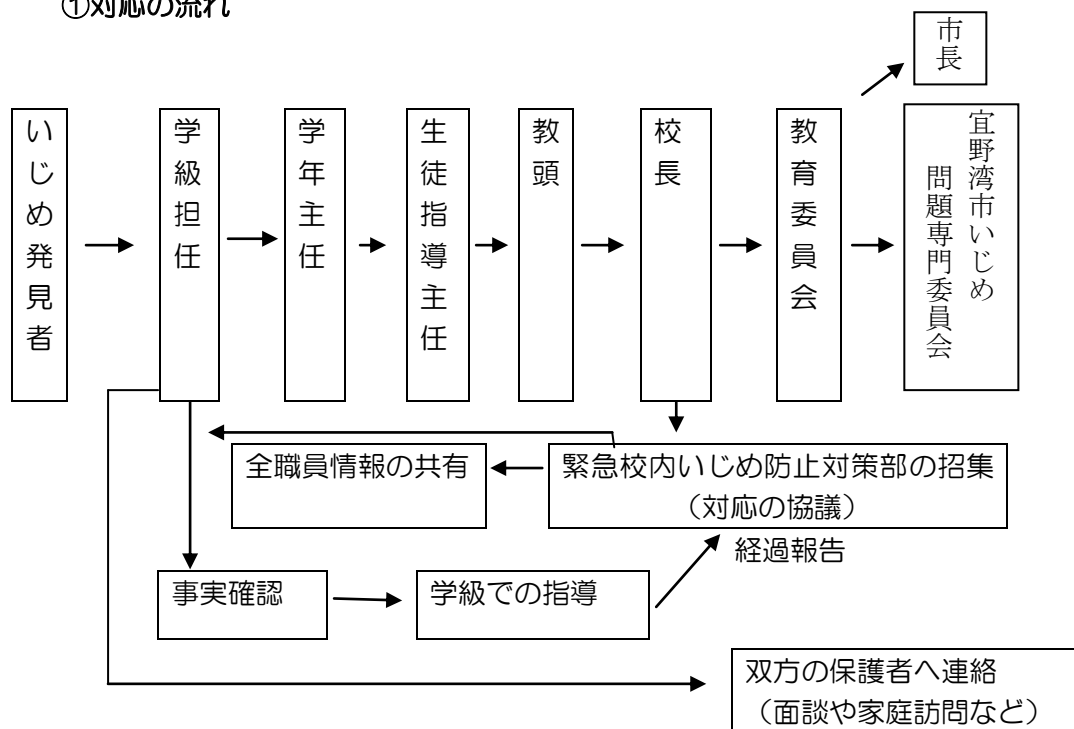 ①対応の流れ
市長
いじめ発見者
学級担任
学年主任
生徒指導主任
教頭
校長
教育委員会
宜野湾市いじめ
問題専門委員会
全職員情報の共有
緊急校内いじめ防止対策部の招集
（対応の協議）
経過報告
事実確認
学級での指導
双方の保護者へ連絡
（面談や家庭訪問など）